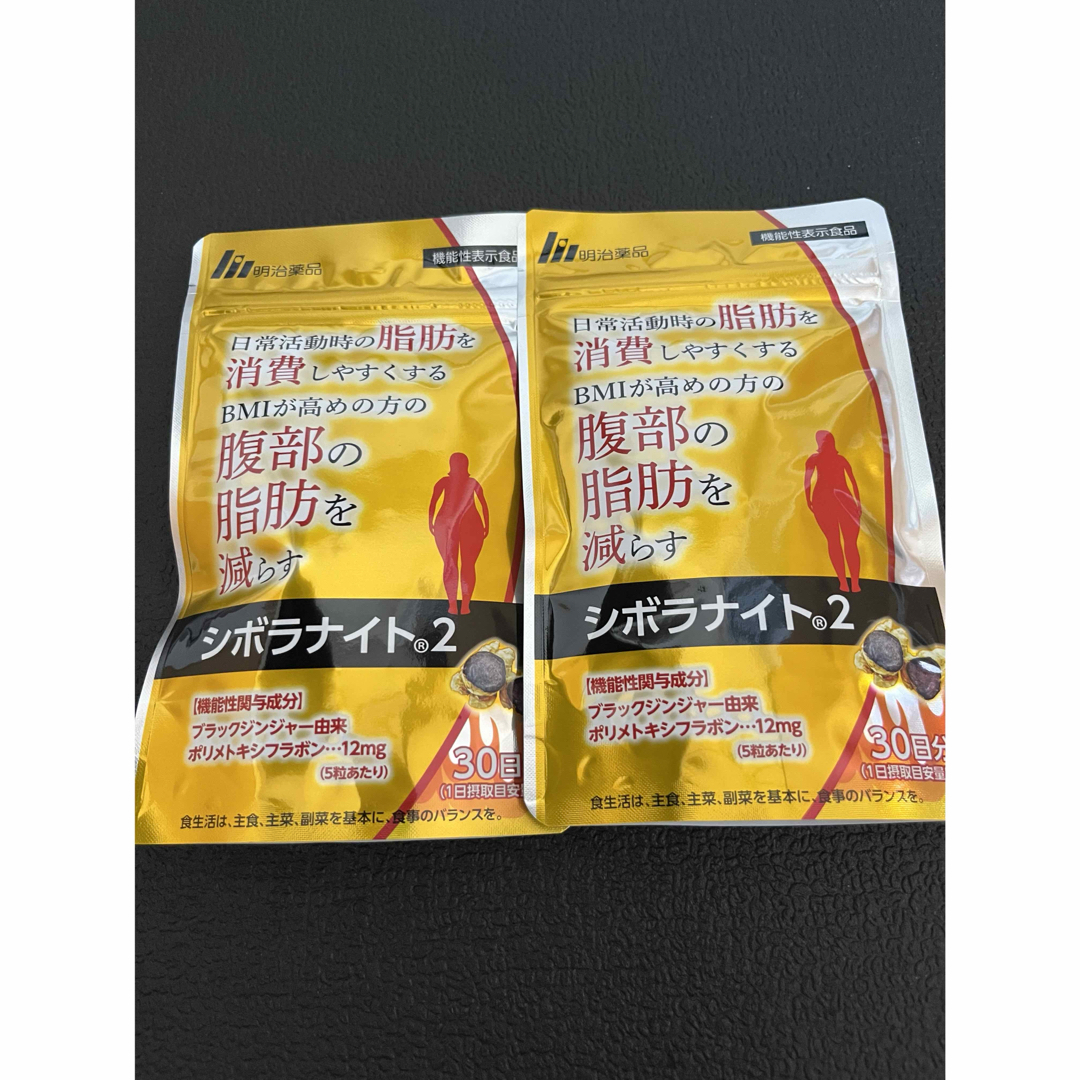 明治薬品
機能性表示食品
日常活動時の脂肪を
消費しやすくする
BMIが高めの方の
腹部の
脂肪を
減らす
シボラナイト®2
【機能性関与成分】
ブラックジンジャー由来
ポリメトキシフラボン…12mg
(5粒あたり)
30日
(1日摂取目安量
食生活は、主食、主菜、副菜を基本に、食事のバランスを。
明治薬品
機能性表示食品
日常活動時の脂肪を
消費しやすくする
BMIが高めの方の
腹部の
脂肪を
減らす
シボラナイト®2
【機能性関与成分】
ブラックジンジャー由来
ポリメトキシフラボン…12mg
(5粒あたり)
30日分
(1日摂取目安量
食生活は、主食、主菜、副菜を基本に、食事のバランスを。